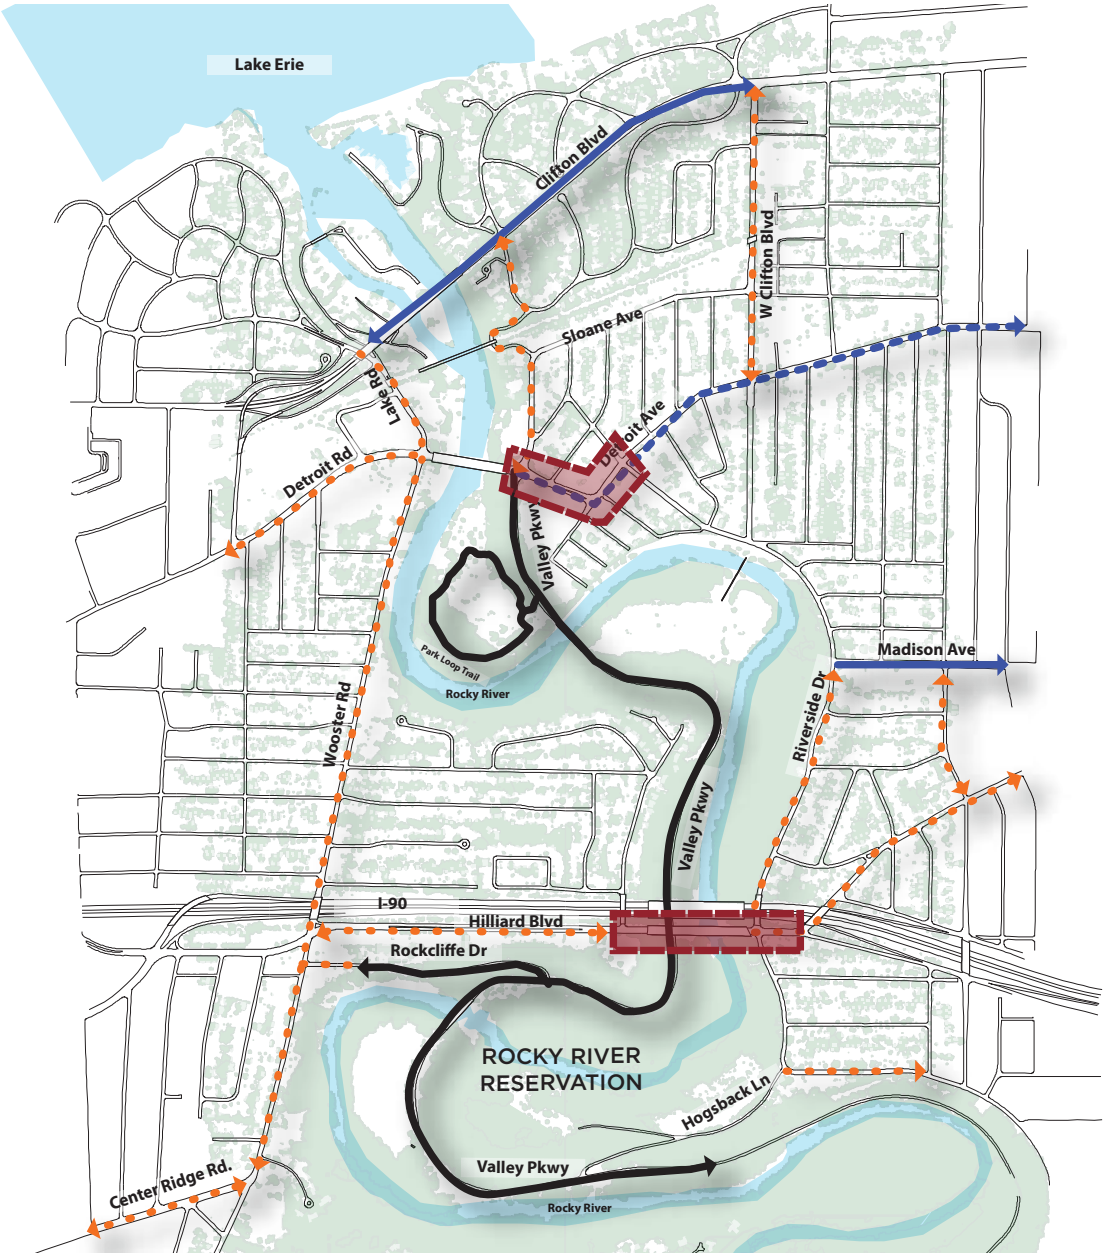 Lake Erie
Clifton Blvd
W Clifton Blvd
Sloane Ave
Lake Rd
Detroit Ave
Detroit Rd
Valley Pkwy
Park Loop Trail
Rocky River
Madison Ave
Riverside Dr
Wooster Rd
Valley Pkwy
I-90
Hilliard Blvd
Rockcliffe Dr
ROCKY RIVER
RESERVATION
Hogsback Ln
Valley Pkwy
Center Ridge Rd.
Rocky River